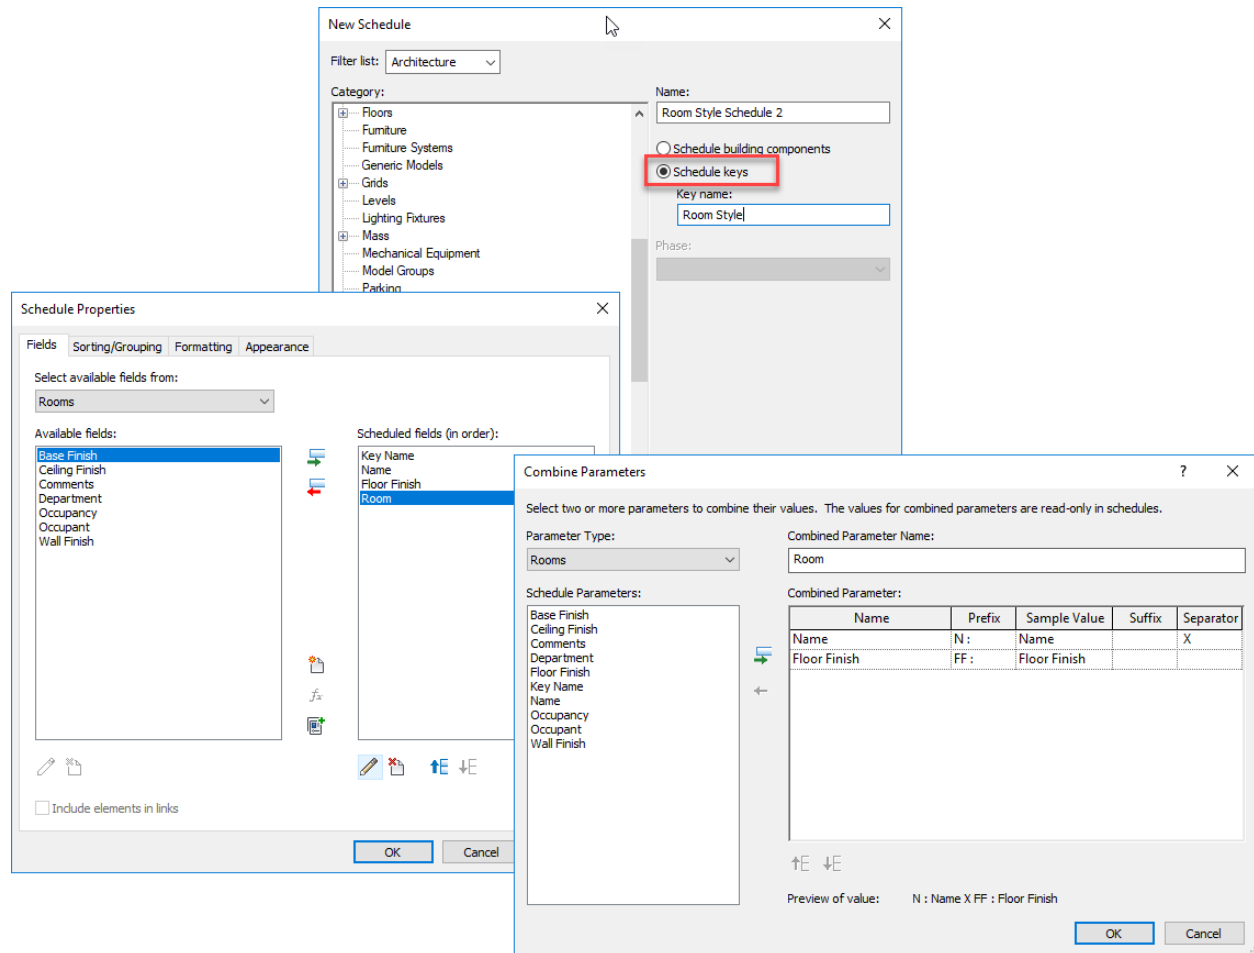 New Schedule
Filter list: Architecture
Category:
Floors
Furniture
Furniture Systems
Generic Models
Grids
Levels
Lighting Fixtures
Mass
Mechanical Equipment
Model Groups
Parking
Name:
Room Style Schedule 2
Schedule building components
Schedule keys
Key name:
Room Style
Phase:
Schedule Properties
Fields Sorting/Grouping Formatting Appearance
Select available fields from:
Rooms
Available fields:
Base Finish
Ceiling Finish
Comments
Department
Occupancy
Occupant
Wall Finish
Scheduled fields (in order):
Key Name
Name
Floor Finish
Room
fx
Include elements in links
OK Cancel
Combine Parameters ?
Select two or more parameters to combine their values. The values for combined parameters are read-only in schedules.
Parameter Type:
Rooms
Schedule Parameters:
Base Finish
Ceiling Finish
Comments
Department
Floor Finish
Key Name
Name
Occupancy
Occupant
Wall Finish
Combined Parameter Name:
Room
Combined Parameter:
Name Prefix Sample Value Suffix Separator
Name N : Name X
Floor Finish FF : Floor Finish
Preview of value: N : Name X FF : Floor Finish
OK Cancel